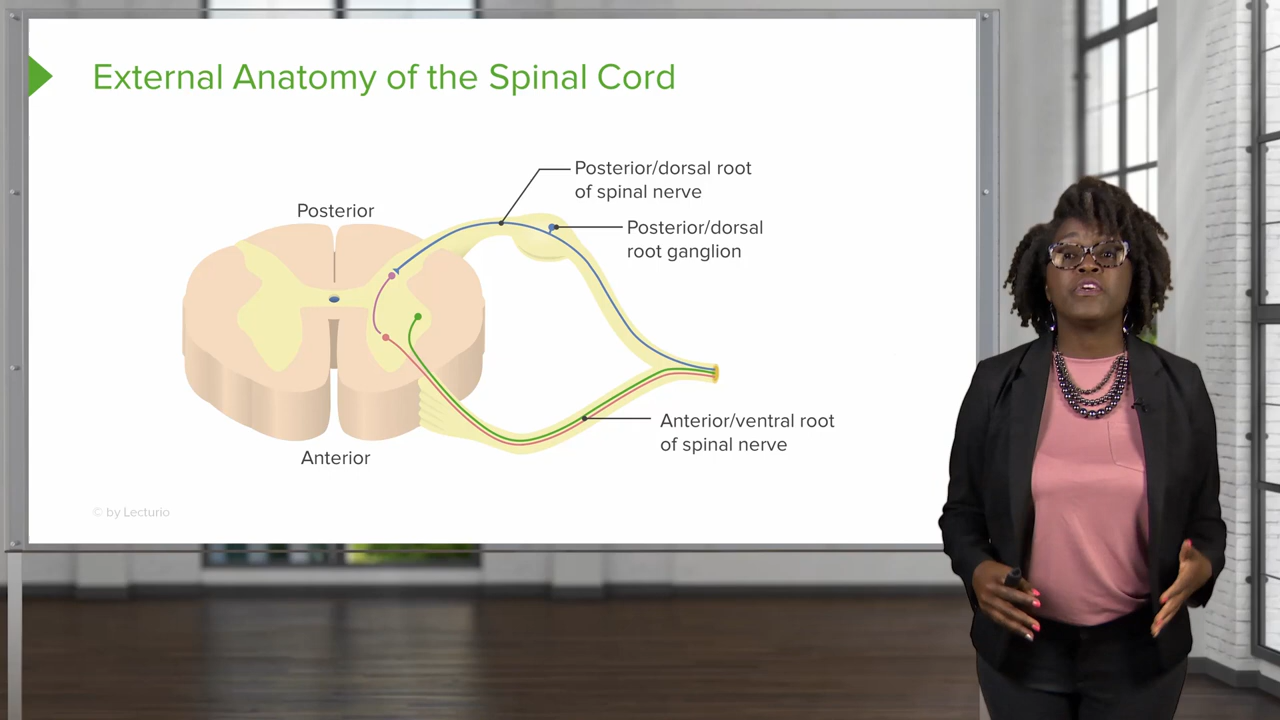 External Anatomy of the Spinal Cord
Posterior/dorsal root
of spinal nerve
Posterior
Posterior/dorsal
root ganglion
Anterior/ventral root
of spinal nerve
Anterior
© by Lecturio